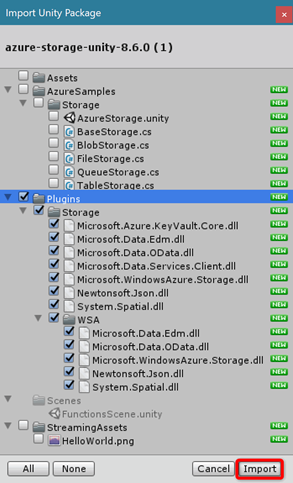 Import Unity Package
azure-storage-unity-8.6.0 (1)
Assets NEW
AzureSamples NEW
Storage NEW
AzureStorage.unity NEW
BaseStorage.cs NEW
BlobStorage.cs NEW
FileStorage.cs NEW
QueueStorage.cs NEW
TableStorage.cs NEW
Plugins NEW
Storage NEW
Microsoft.Azure.KeyVault.Core.dll NEW
Microsoft.Data.Edm.dll NEW
Microsoft.Data.OData.dll NEW
Microsoft.Data.Services.Client.dll NEW
Microsoft.WindowsAzure.Storage.dll NEW
Newtonsoft.Json.dll NEW
System.Spatial.dll NEW
WSA NEW
Microsoft.Data.Edm.dll NEW
Microsoft.Data.OData.dll NEW
Microsoft.WindowsAzure.Storage.dll NEW
Newtonsoft.Json.dll NEW
System.Spatial.dll NEW
Scenes
FunctionsScene.unity
StreamingAssets NEW
HelloWorld.png NEW
All None Cancel Import